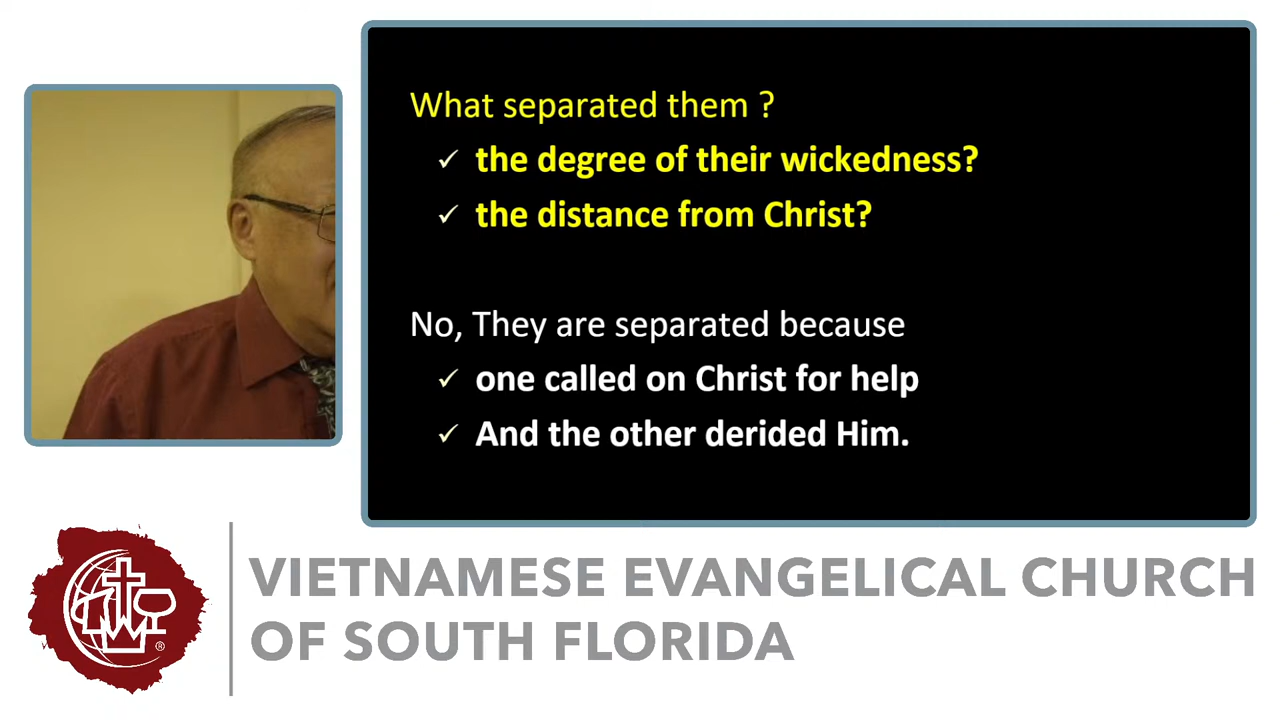 What separated them ?
✓ the degree of their wickedness?
✓ the distance from Christ?
No, They are separated because
✓ one called on Christ for help
✓ And the other derided Him.
VIETNAMESE EVANGELICAL CHURCH
OF SOUTH FLORIDA
®